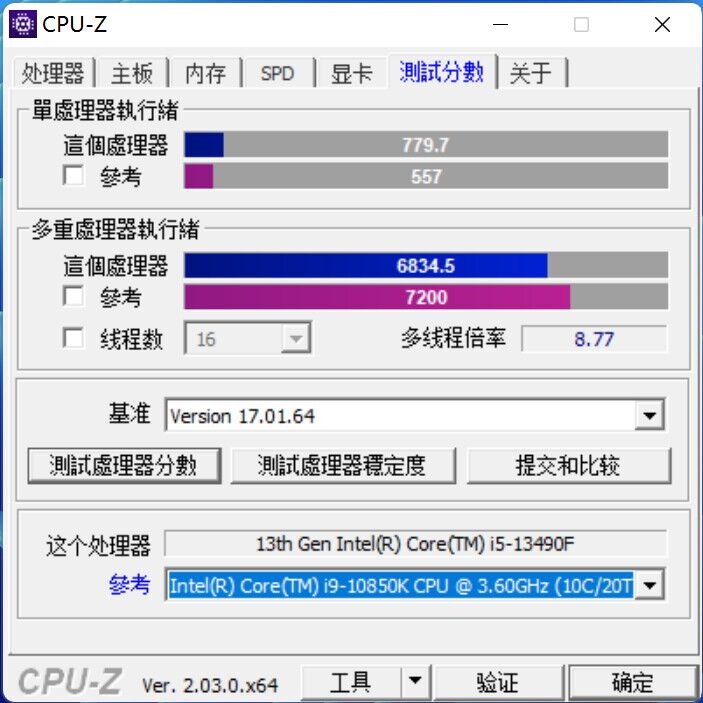 CPU-Z
处理器 主板 内存 SPD 显卡 測試分數 关于
單處理器執行緒
這個處理器 779.7
參考 557
多重處理器執行緒
這個處理器 6834.5
參考 7200
线程数 16 多线程倍率 8.77
基准 Version 17.01.64
測試處理器分數 測試處理器穩定度 提交和比较
这个处理器 13th Gen Intel(R) Core(TM) i5-13490F
參考 Intel(R) Core(TM) i9-10850K CPU @ 3.60GHz (10C/20T
CPU-Z Ver. 2.03.0.x64 工具 验证 确定